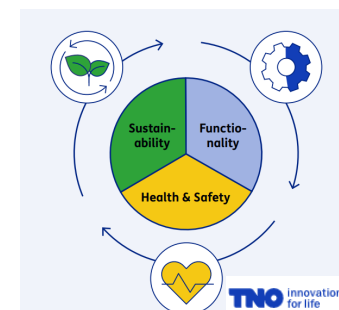 Sustain-
ability
Functio-
nality
Health & Safety
TNO innovation
for life